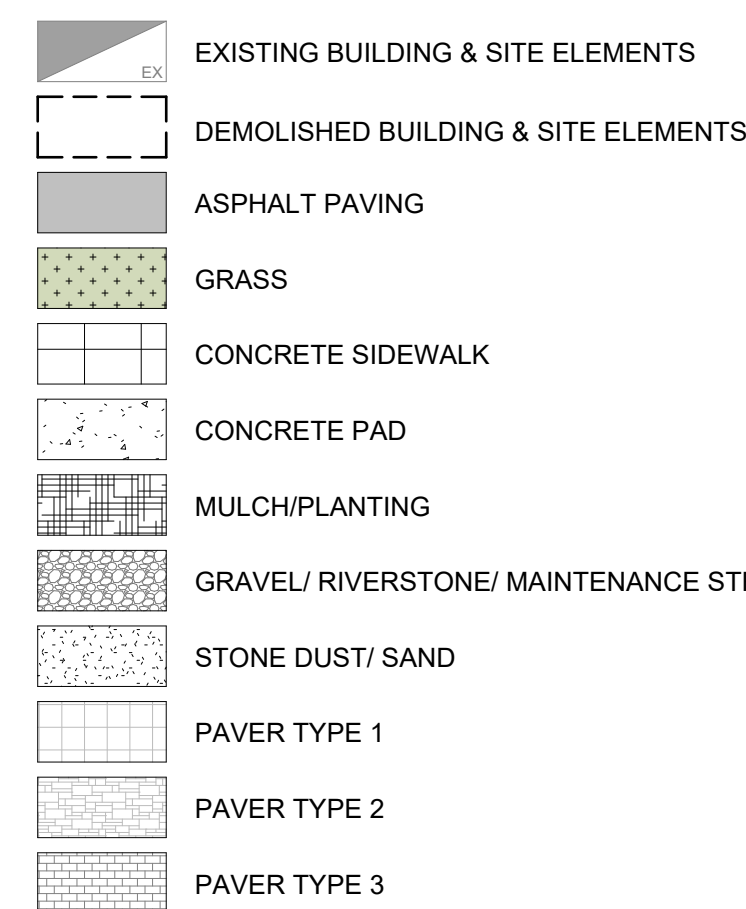 EX
EXISTING BUILDING & SITE ELEMENTS
DEMOLISHED BUILDING & SITE ELEMENTS
ASPHALT PAVING
GRASS
CONCRETE SIDEWALK
CONCRETE PAD
MULCH/PLANTING
GRAVEL/ RIVERSTONE/ MAINTENANCE
STONE DUST/ SAND
PAVER TYPE 1
PAVER TYPE 2
PAVER TYPE 3